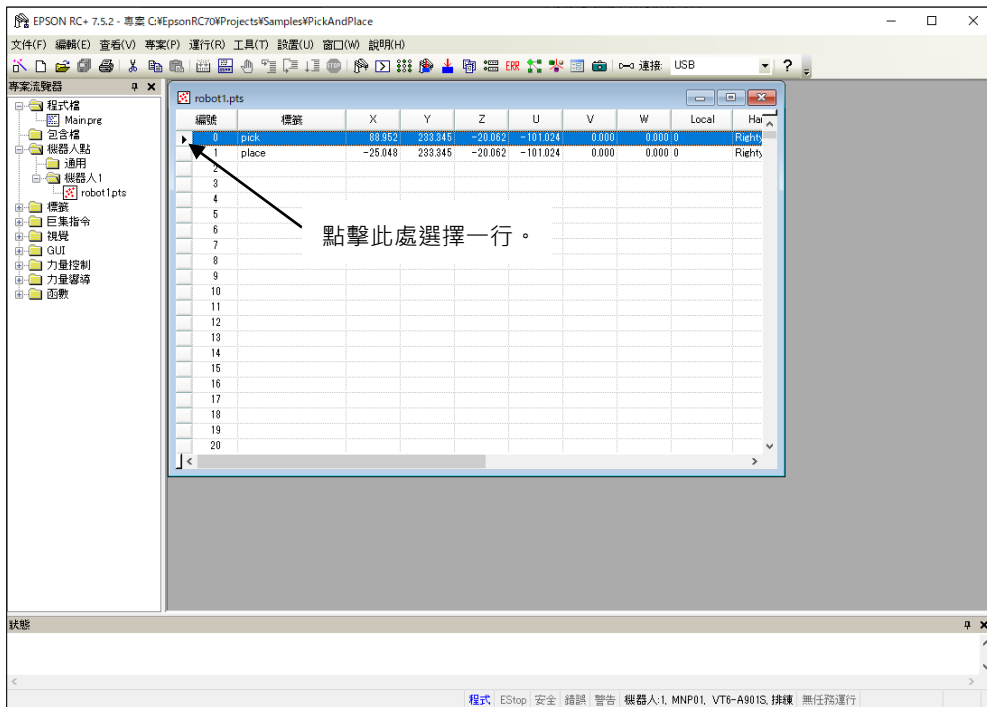 EPSON RC+ 7.5.2 - 專案 C:¥EpsonRC70¥Projects¥Samples¥PickAndPlace
文件(F) 編輯(E) 查看(V) 專案(P) 運行(R) 工具(T) 設置(U) 窗口(W) 說明(H)
ERR 連接: USB ?
專案流覽器
程式檔
Main.prg
包含檔
機器人點
通用
機器人1
robot1.pts
標籤
巨集指令
視覺
GUI
力量控制
力量嚮導
函數
robot1.pts
編號 標籤 X Y Z U V W Local Han
0 pick 88.952 233.345 -20.062 -101.024 0.000 0.000 0 Righty
1 place -25.048 233.345 -20.062 -101.024 0.000 0.000 0 Righty
2
3
4
5
6
7
8
9
10
11
12
13
14
15
16
17
18
19
20
點擊此處選擇一行。
狀態
程式 EStop 安全 錯誤 警告 機器人:1, MNP01, VT6-A901S, 排練 無任務運行